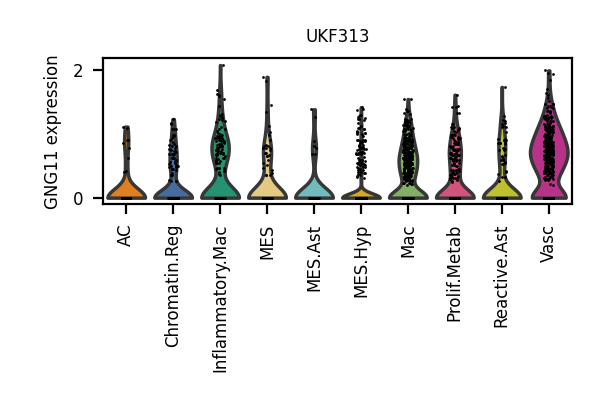 UKF313
GNG11 expression
2
0
AC
Chromatin.Reg
Inflammatory.Mac
MES
MES.Ast
MES.Hyp
Mac
Prolif.Metab
Reactive.Ast
Vasc